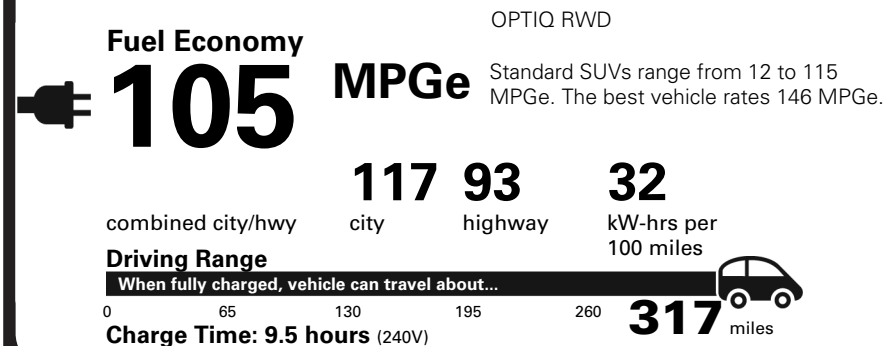 OPTIQ RWD
Fuel Economy
105
MPGe
Standard SUVs range from 12 to 115
MPGe. The best vehicle rates 146 MPGe.
117 93 32
combined city/hwy city highway kW-hrs per
100 miles
Driving Range
When fully charged, vehicle can travel about...
0 65 130 195 260 317 miles
Charge Time: 9.5 hours (240V)